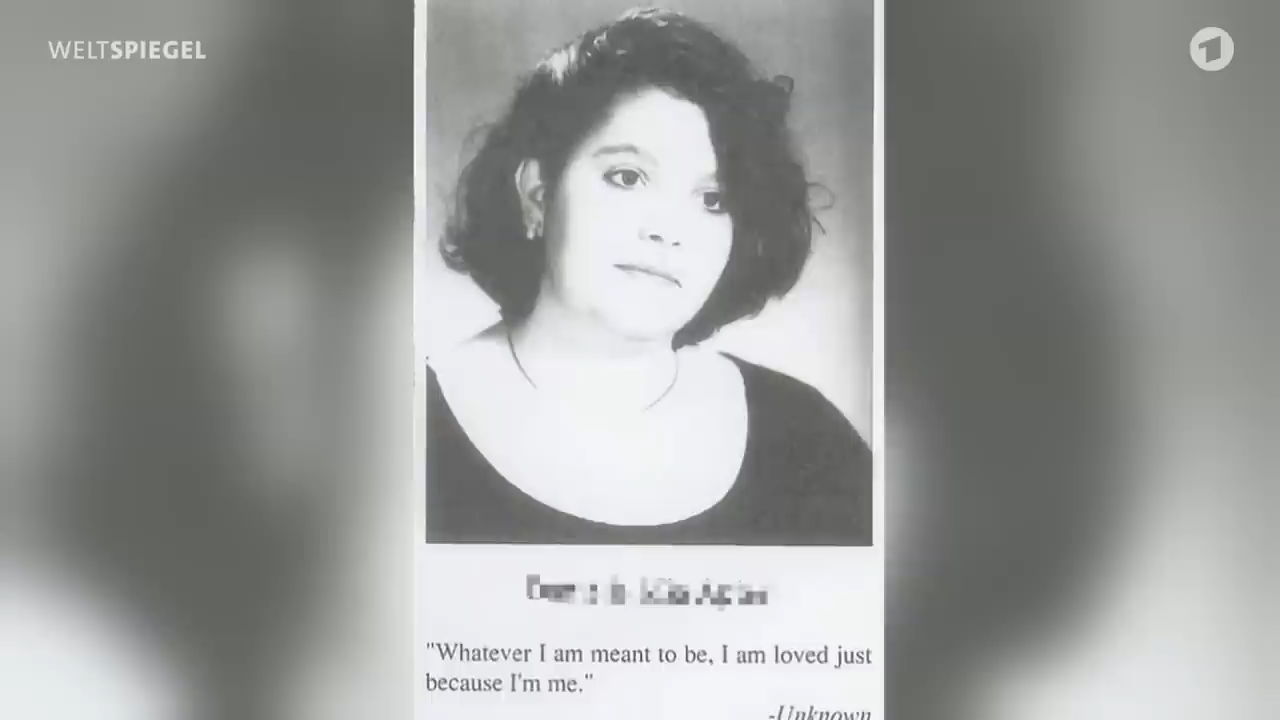 WELTSPIEGEL
1
"Whatever I am meant to be, I am loved just
because I'm me."
-Unknown